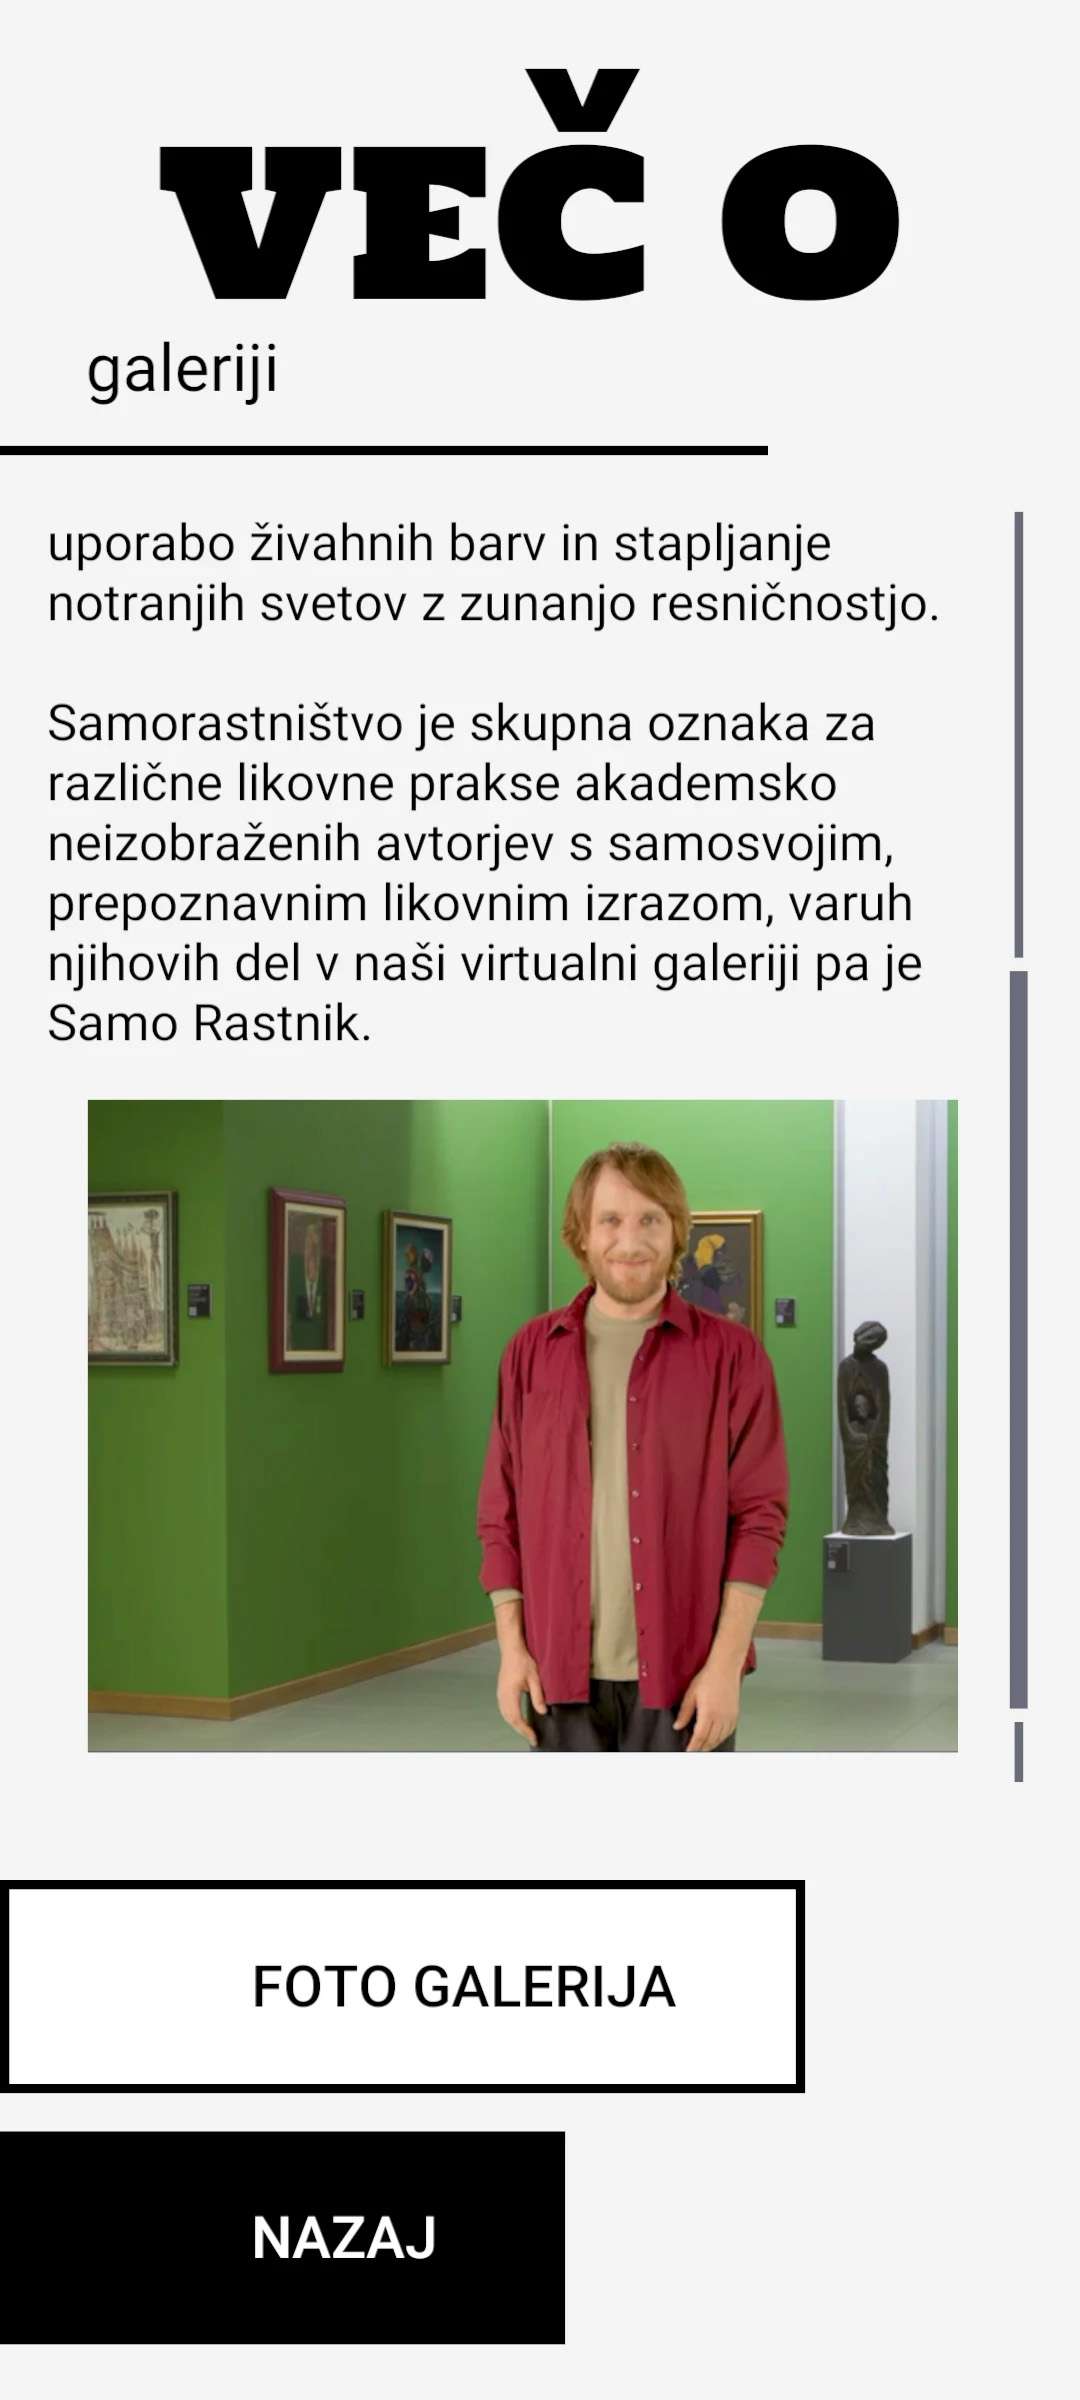 VEČ O
galeriji
uporabo živahnih barv in stapljanje
notranjih svetov z zunanjo resničnostjo.
Samorastništvo je skupna oznaka za
različne likovne prakse akademsko
neizobraženih avtorjev s samosvojim,
prepoznavnim likovnim izrazom, varuh
njihovih del v naši virtualni galeriji pa je
Samo Rastnik.
FOTO GALERIJA
NAZAJ